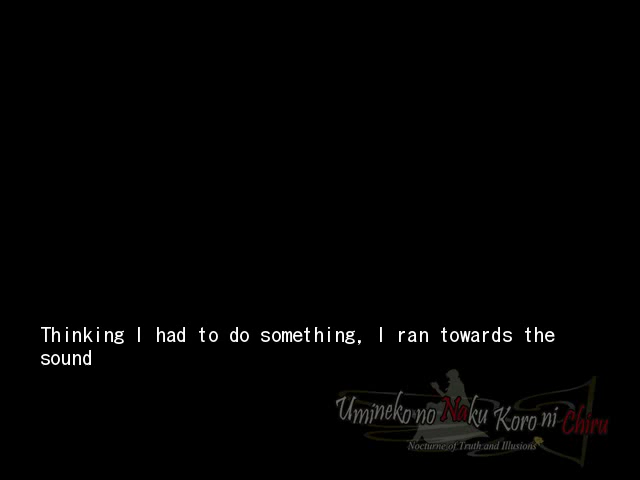 Thinking I had to do something, I ran towards the
sound
Umineko no Naku Koro ni Chiru
Nocturne of Truth and Illusions